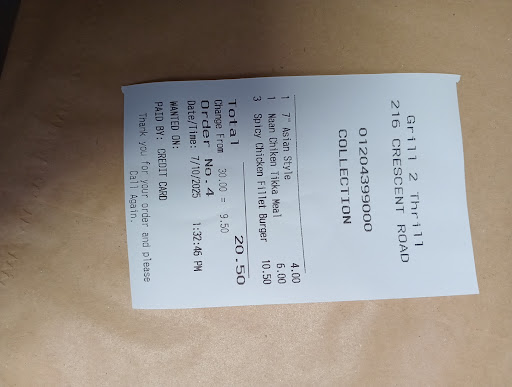 Grill 2 Thrill
216 CRESCENT ROAD
01204399000
COLLECTION
1 7" Asian Style 4.00
1 Naan Chiken Tikka Meal 6.00
3 Spicy Chicken Fillet Burger 10.50
Total 20.50
Change From 30.00 = 9.50
Order No.4
Date/Time: 7/10/2025 1:32:46 PM
WANTED ON:
PAID BY: CREDIT CARD
Thank you for your order and please
Call Again.